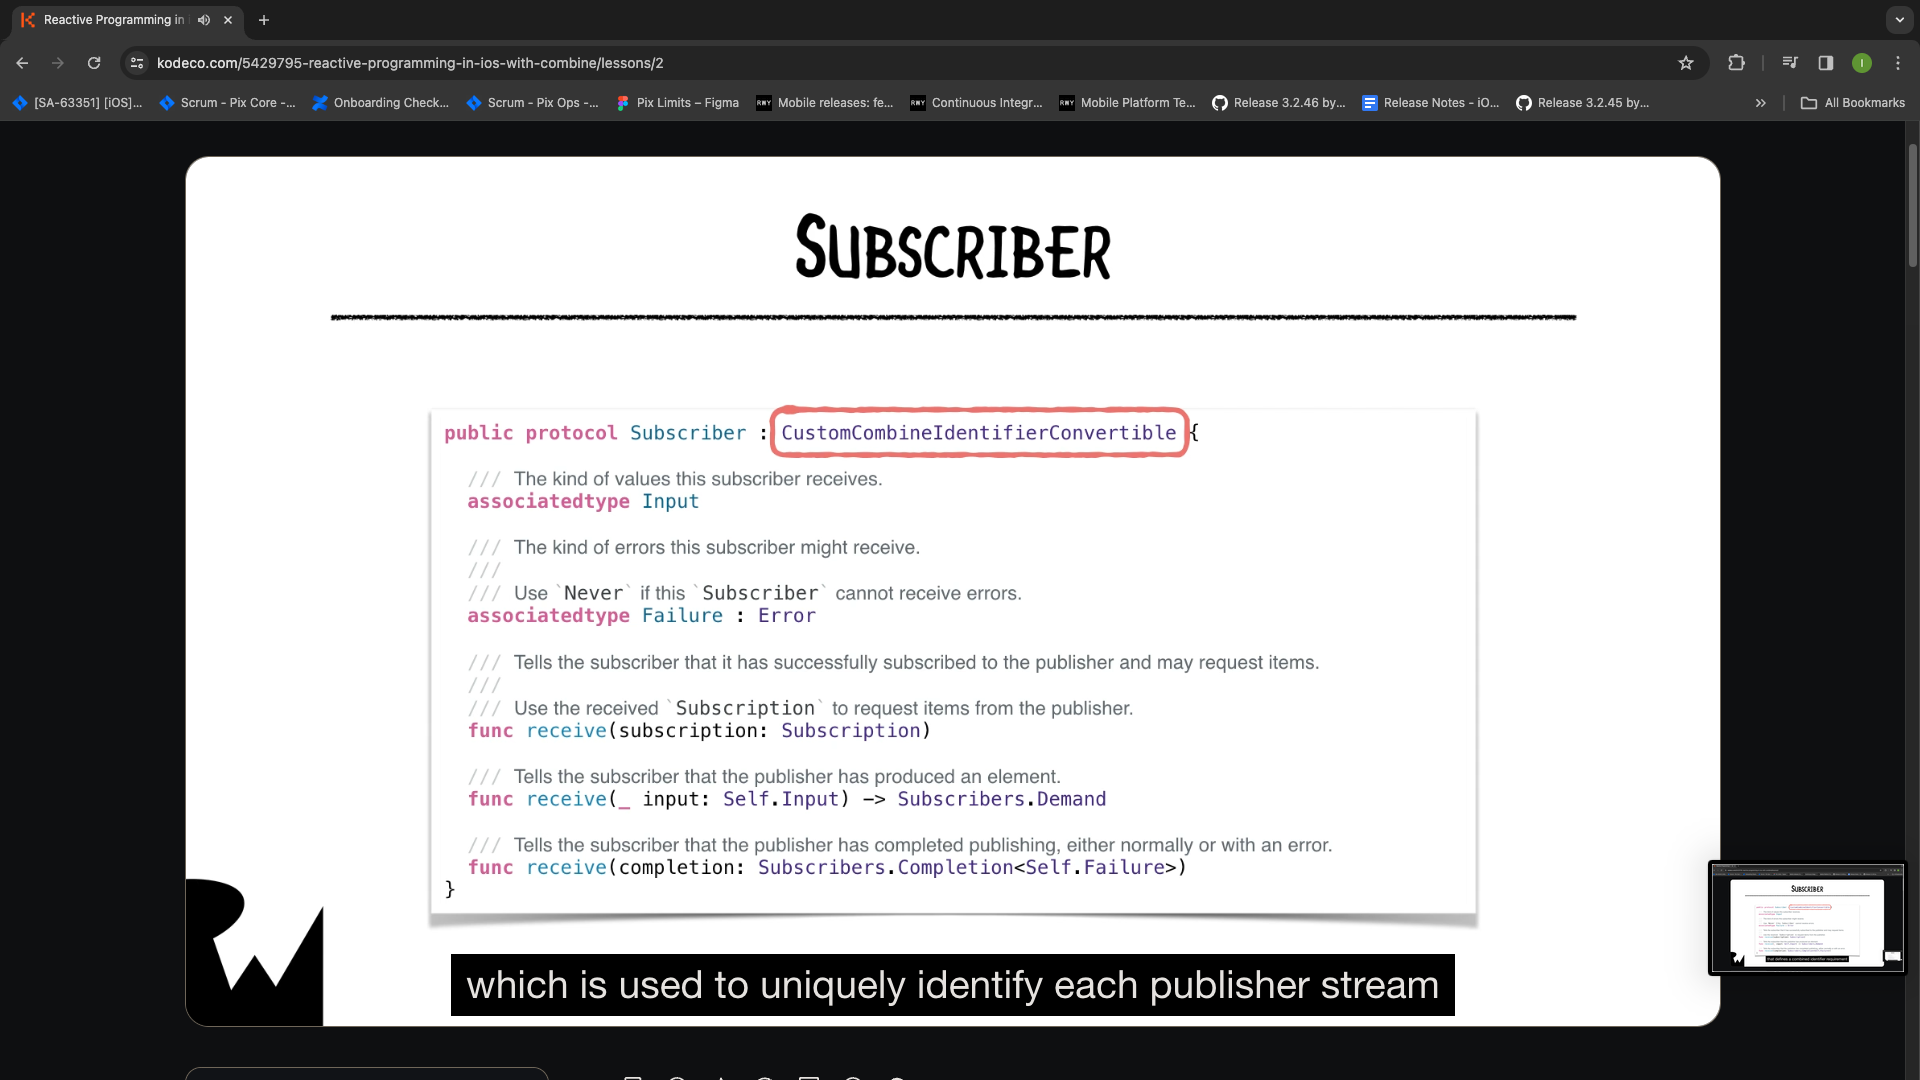 Reactive Programming in i
kodeco.com/5429795-reactive-programming-in-ios-with-combine/lessons/2
I
[SA-63351] [iOS]...
Scrum - Pix Core -...
Onboarding Check...
Scrum - Pix Ops -...
Pix Limits – Figma
RWY Mobile releases: fe...
RWY Continuous Integr...
RWY Mobile Platform Te...
Release 3.2.46 by...
Release Notes - iO...
Release 3.2.45 by...
All Bookmarks
SUBSCRIBER
public protocol Subscriber : CustomCombineIdentifierConvertible {
/// The kind of values this subscriber receives.
associatedtype Input
/// The kind of errors this subscriber might receive.
///
/// Use `Never` if this `Subscriber` cannot receive errors.
associatedtype Failure : Error
/// Tells the subscriber that it has successfully subscribed to the publisher and may request items.
///
/// Use the received `Subscription` to request items from the publisher.
func receive(subscription: Subscription)
/// Tells the subscriber that the publisher has produced an element.
func receive(_ input: Self.Input) -> Subscribers.Demand
/// Tells the subscriber that the publisher has completed publishing, either normally or with an error.
func receive(completion: Subscribers.Completion<Self.Failure>)
}
which is used to uniquely identify each publisher stream
SUBSCRIBER